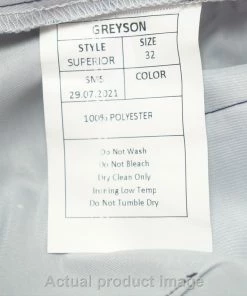 GREYSON
STYLE SIZE
SUPERIOR 32
SMS COLOR
29.07.2021
100% POLYESTER
Do Not Wash
Do Not Bleach
Dry Clean Only
Ironing Low Temp
Do Not Tumble Dry
Actual product image